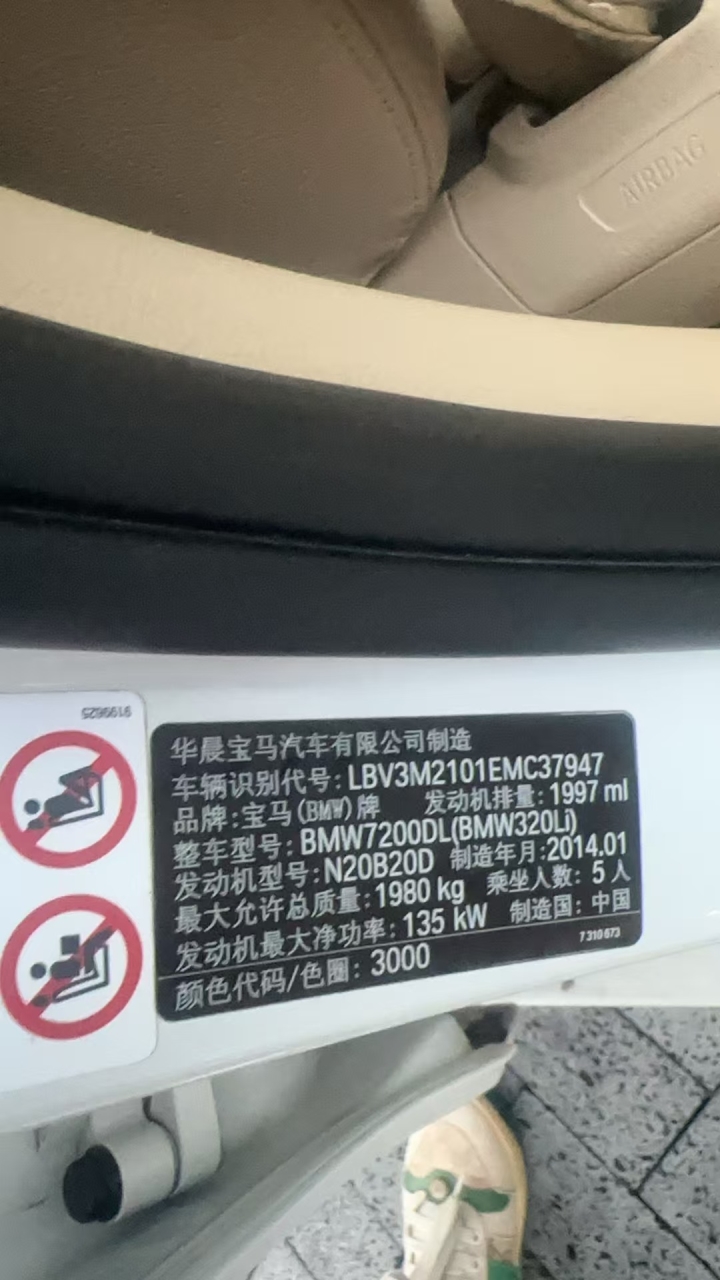 AIRBAG
9199625
华晨宝马汽车有限公司制造
车辆识别代号: LBV3M2101EMC37947
品牌: 宝马(BMW)牌 发动机排量: 1997 ml
整车型号: BMW7200DL(BMW320Li)
发动机型号: N20B20D 制造年月: 2014.01
最大允许总质量: 1980 kg 乘坐人数: 5 人
发动机最大净功率: 135 kW 制造国: 中国
7 310 673
颜色代码/色圈: 3000